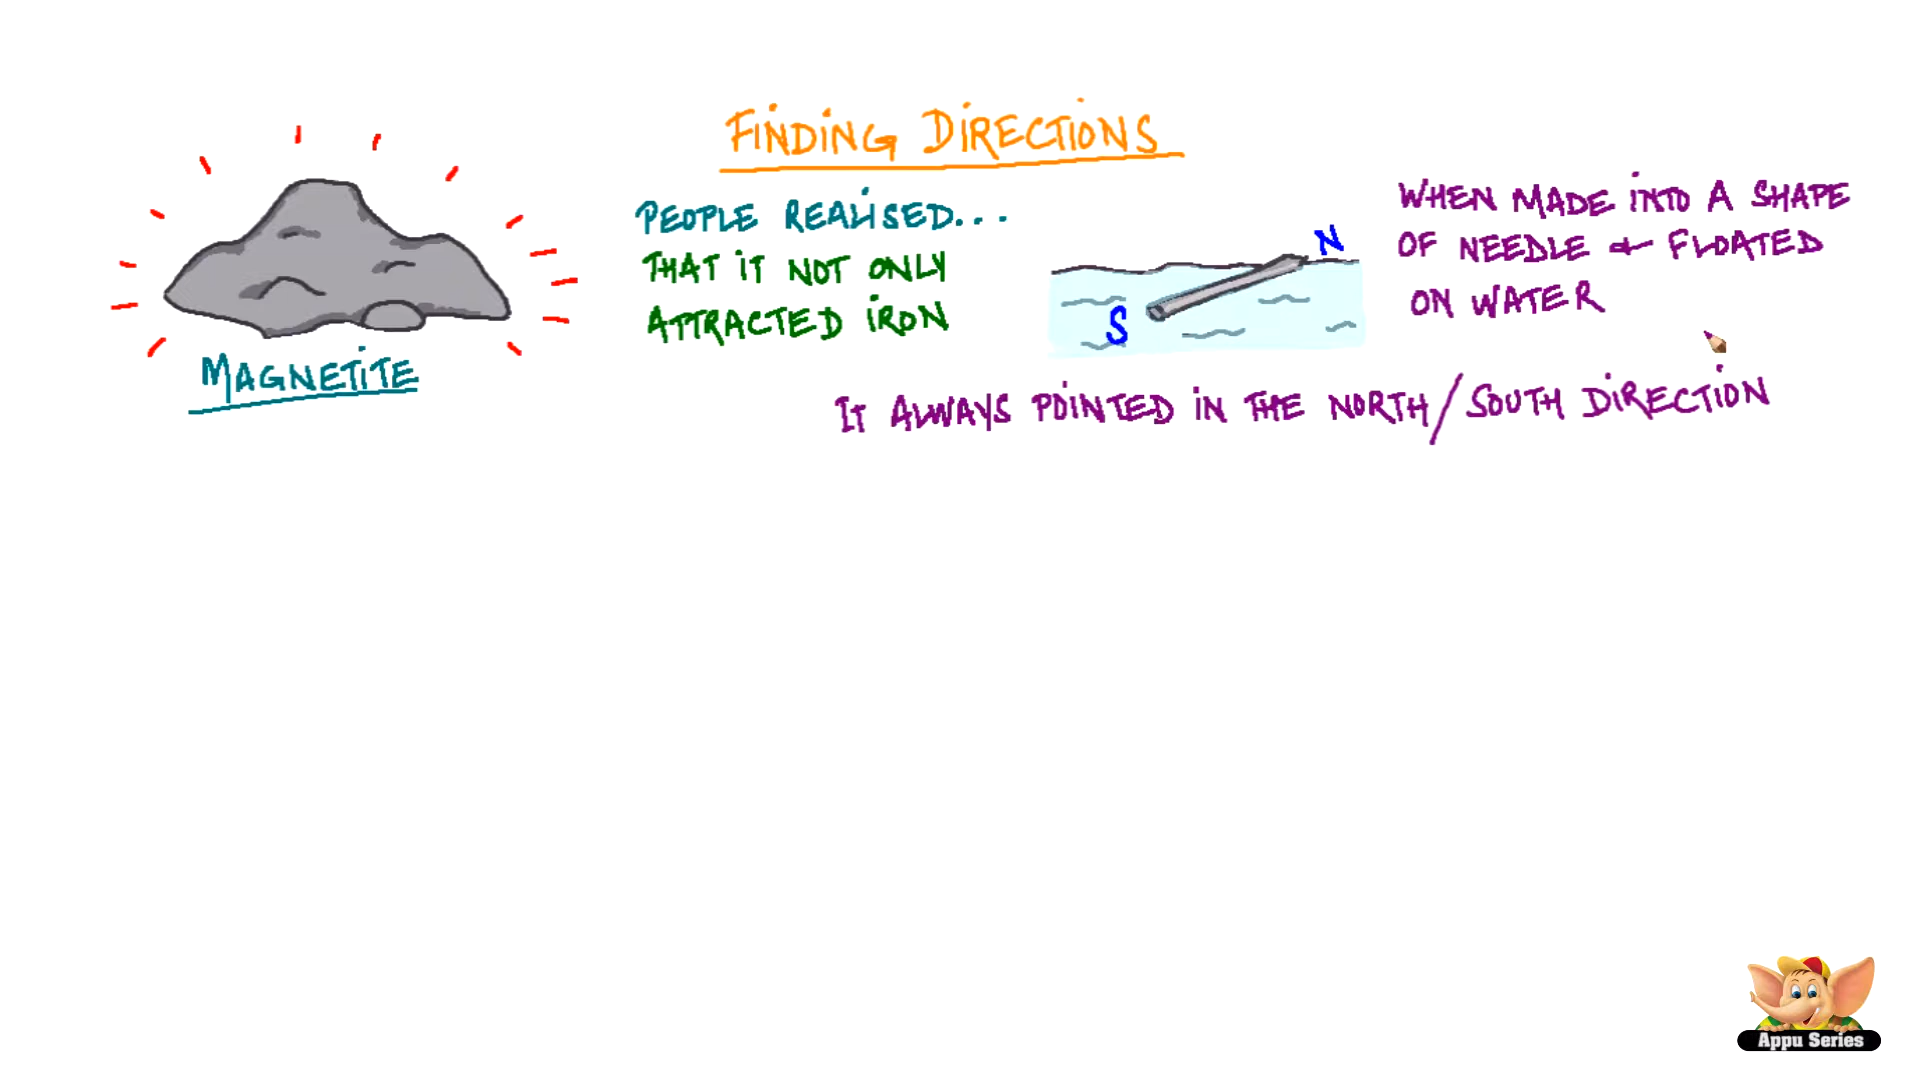 FINDING DIRECTIONS
MAGNETITE
PEOPLE REALISED...
THAT IT NOT ONLY
ATTRACTED IRON
N
S
WHEN MADE INTO A SHAPE
OF NEEDLE & FLOATED
ON WATER
IT ALWAYS POINTED IN THE NORTH/SOUTH DIRECTION
Appu Series